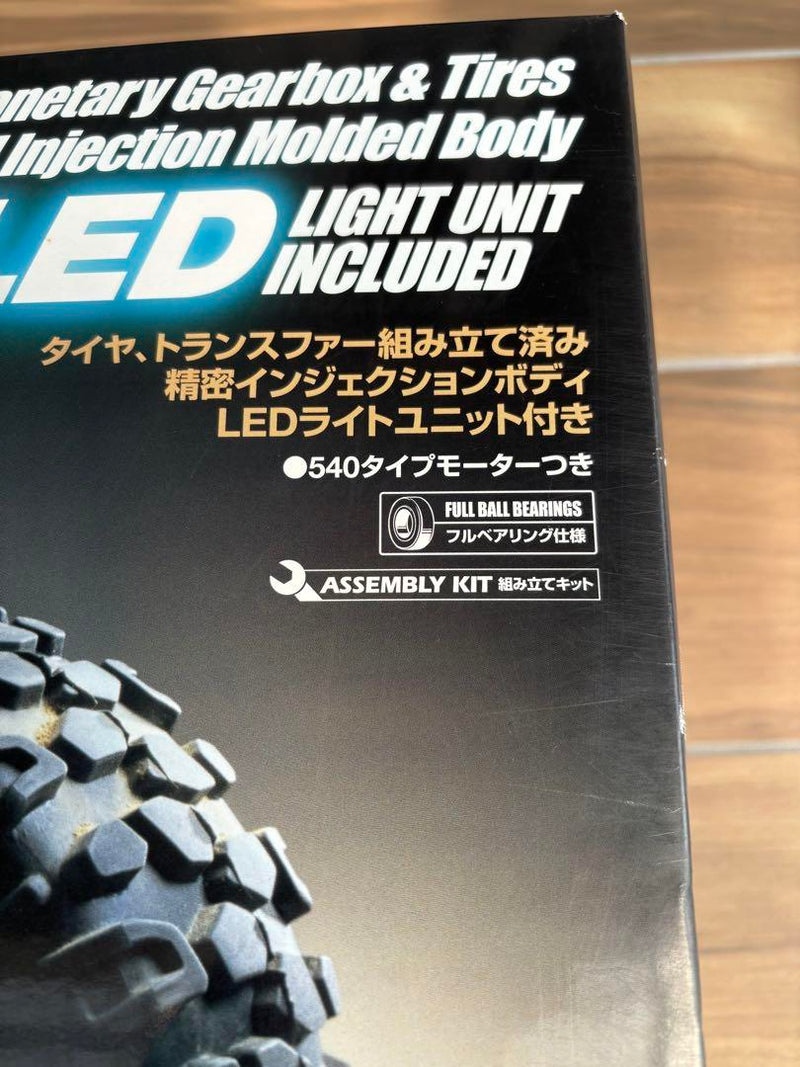 Gearbox & Tires
Injection Molded Body
LED LIGHT UNIT
INCLUDED
タイヤ、トランスファー組み立て済み
精密インジェクションボディ
LEDライトユニット付き
●540タイプモーターつき
FULL BALL BEARINGS
フルベアリング仕様
ASSEMBLY KIT 組み立てキット